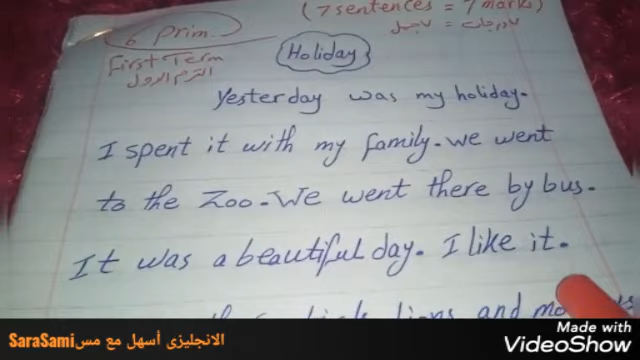 (7 sentences = 7 marks)
٧ درجات = ٧ جمل
6 Prim.
First Term
الترم الاول
Holiday
Yesterday was my holiday.
I spent it with my family. We went
to the Zoo. We went there by bus.
It was a beautiful day. I like it.
lions and
الانجليزى أسهل مع مس SaraSami
Made with
VideoShow